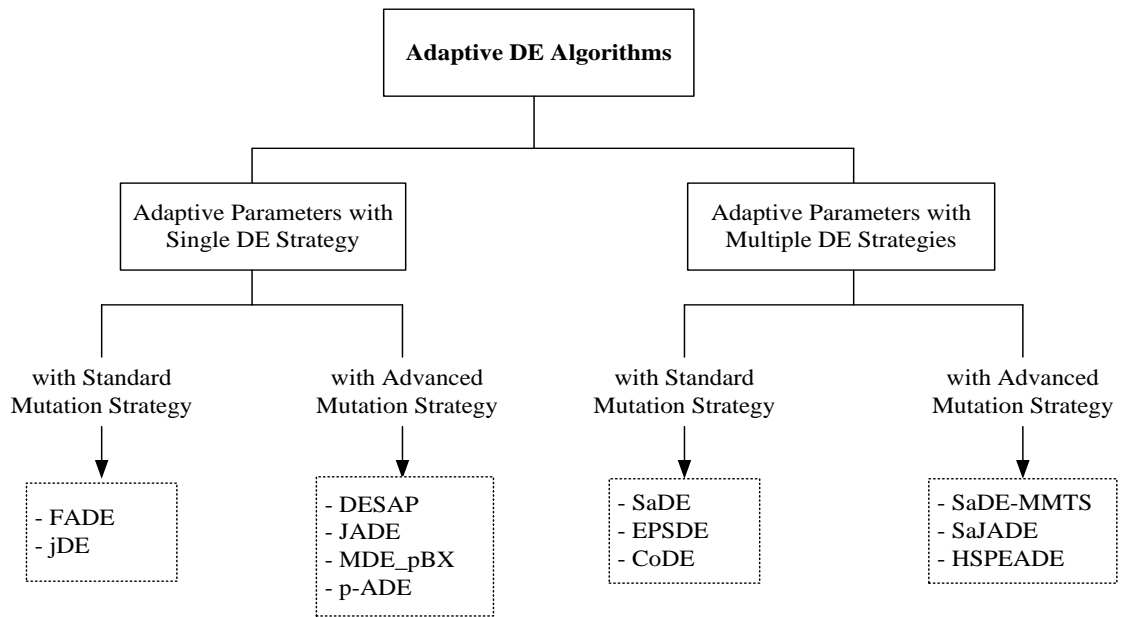 Adaptive DE Algorithms
Adaptive Parameters with
Single DE Strategy
Adaptive Parameters with
Multiple DE Strategies
with Standard
Mutation Strategy
with Advanced
Mutation Strategy
with Standard
Mutation Strategy
with Advanced
Mutation Strategy
- FADE
- jDE
- DESAP
- JADE
- MDE_pBX
- p-ADE
- SaDE
- EPSDE
- CoDE
- SaDE-MMTS
- SaJADE
- HSPEADE